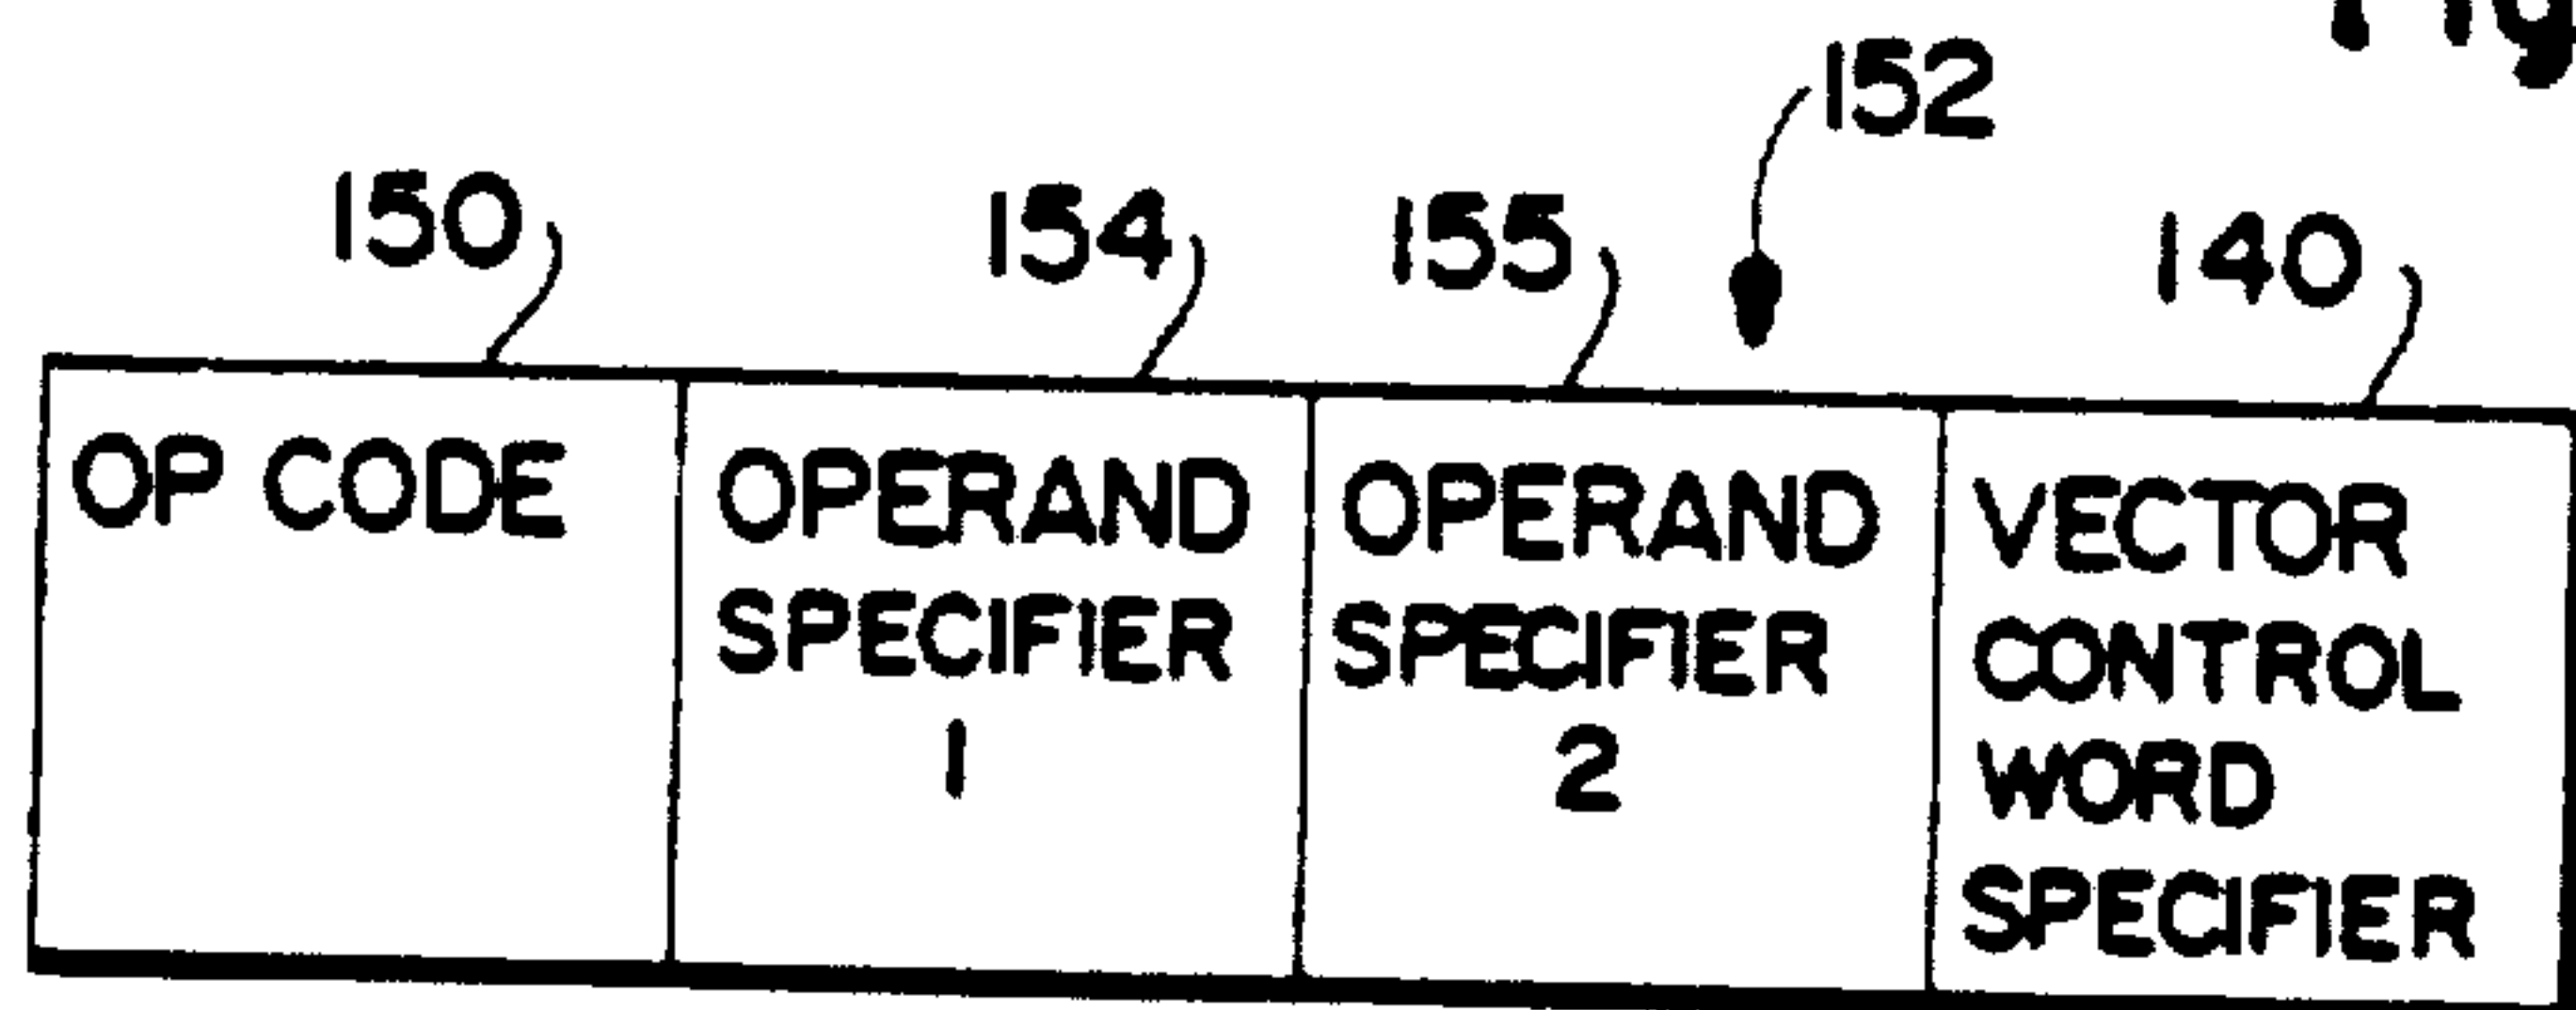 152
150
154
155
140
OP CODE
OPERAND
SPECIFIER
1
OPERAND
SPECIFIER
2
VECTOR
CONTROL
WORD
SPECIFIER